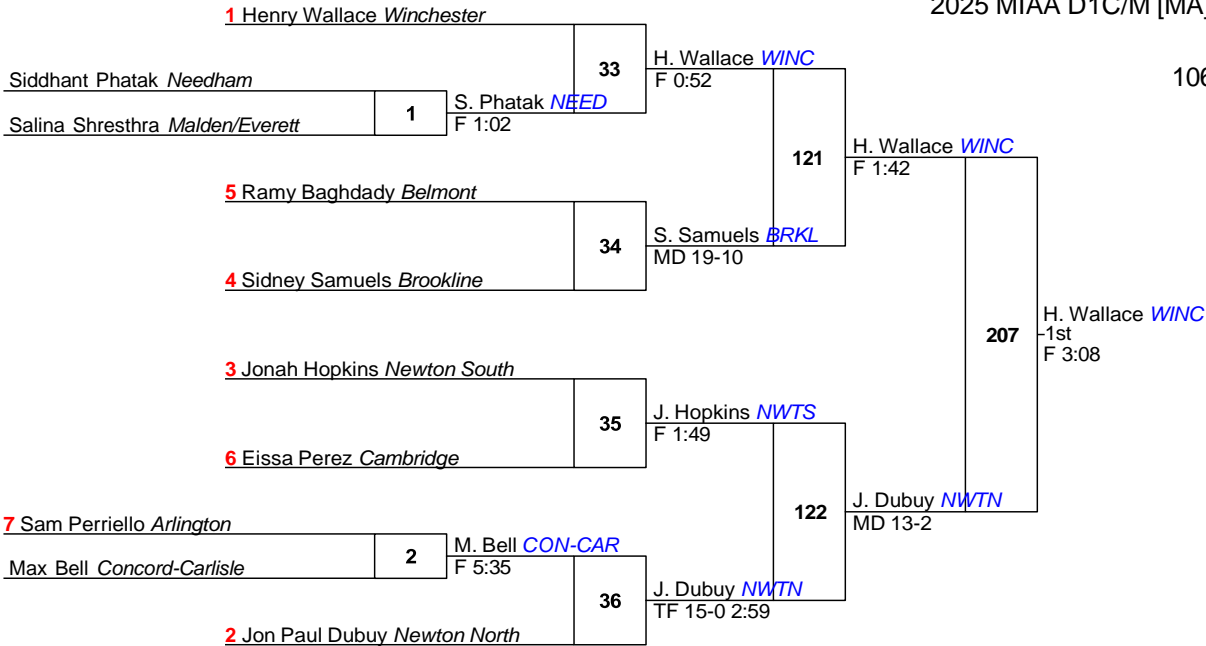 2025 MIAA D1C/M [MA]
106
1 Henry Wallace Winchester
33
H. Wallace WINC
F 0:52
Siddhant Phatak Needham
1
S. Phatak NEED
F 1:02
Salina Shresthra Malden/Everett
121
H. Wallace WINC
F 1:42
5 Ramy Baghdady Belmont
34
S. Samuels BRKL
MD 19-10
4 Sidney Samuels Brookline
207
H. Wallace WINC
1st
F 3:08
3 Jonah Hopkins Newton South
35
J. Hopkins NWTS
F 1:49
6 Eissa Perez Cambridge
122
J. Dubuy NWTN
MD 13-2
7 Sam Perriello Arlington
2
M. Bell CON-CAR
F 5:35
Max Bell Concord-Carlisle
36
J. Dubuy NWTN
TF 15-0 2:59
2 Jon Paul Dubuy Newton North